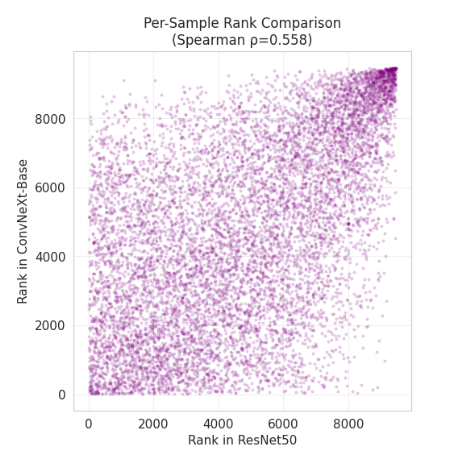 Per-Sample Rank Comparison
(Spearman ρ=0.558)
Rank in ConvNeXt-Base
8000
6000
4000
2000
0
0 2000 4000 6000 8000
Rank in ResNet50